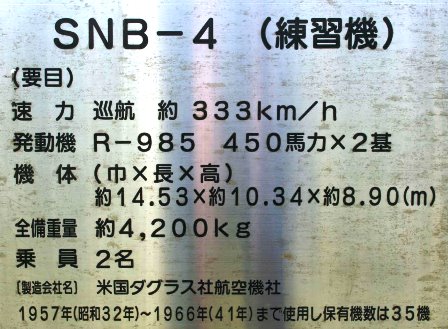 SNB－4　（練習機）
（要目）
速　力　巡航　約 333km／h
発動機　R－985　450馬力×2基
機　体　（巾×長×高）
約14.53×約10.34×約8.90（m）
全備重量　約4,200kg
乗　員　2名
〔製造会社名〕　米国ダグラス社航空機社
1957年（昭和32年）～1966年（41年）まで使用し保有機数は35機